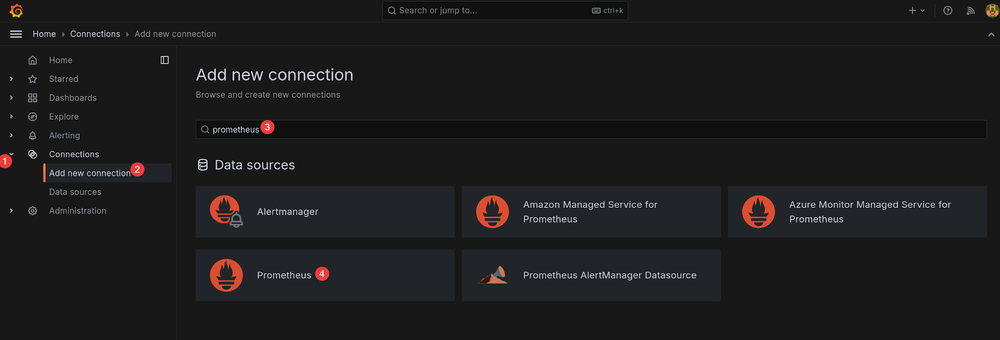 Search or jump to...
ctrl+k
Home > Connections > Add new connection
Home
Starred
Dashboards
Explore
Alerting
Connections
1
Add new connection 2
Data sources
Administration
Add new connection
Browse and create new connections
prometheus 3
Data sources
Alertmanager
Amazon Managed Service for
Prometheus
Azure Monitor Managed Service for
Prometheus
Prometheus 4
Prometheus AlertManager Datasource